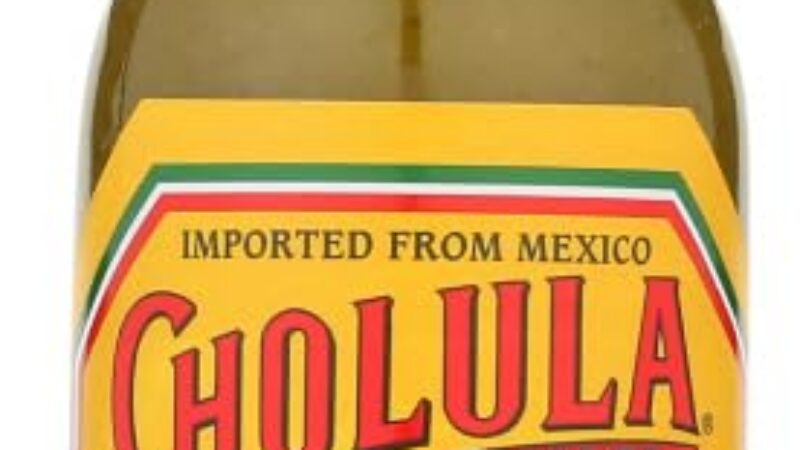 IMPORTED FROM MEXICO
CHOLULA®